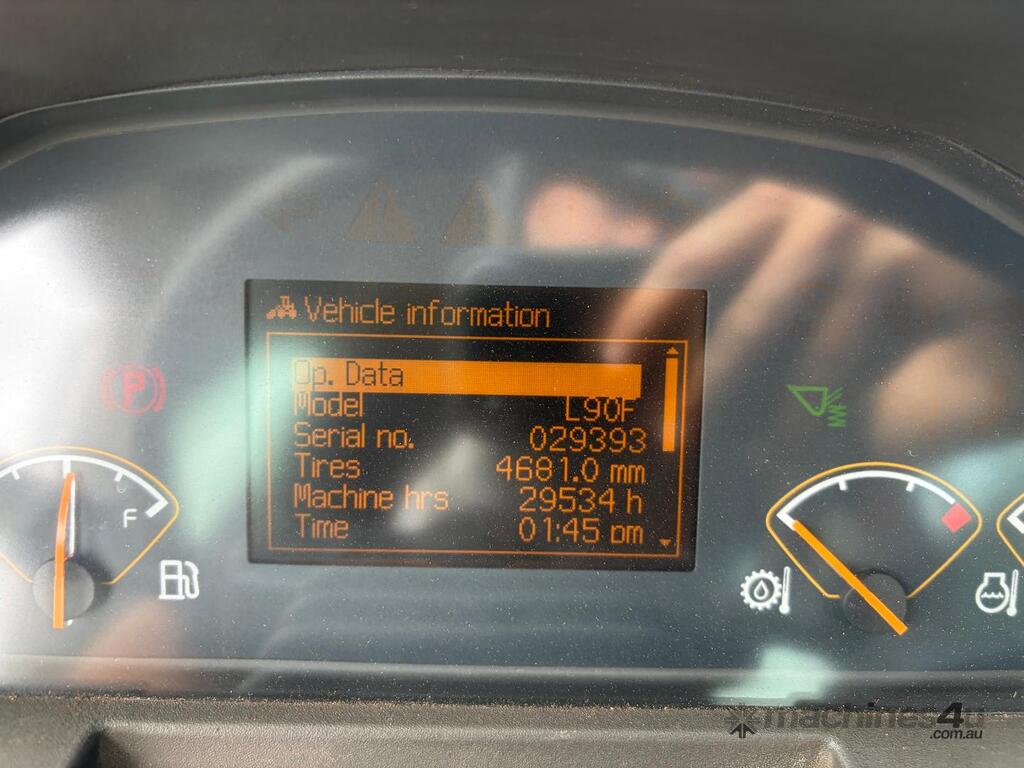 Vehicle information
Op. Data
Model L90F
Serial no. 029393
Tires 4681.0 mm
Machine hrs 29534 h
Time 01:45 pm
P
F
machines4u
.com.au